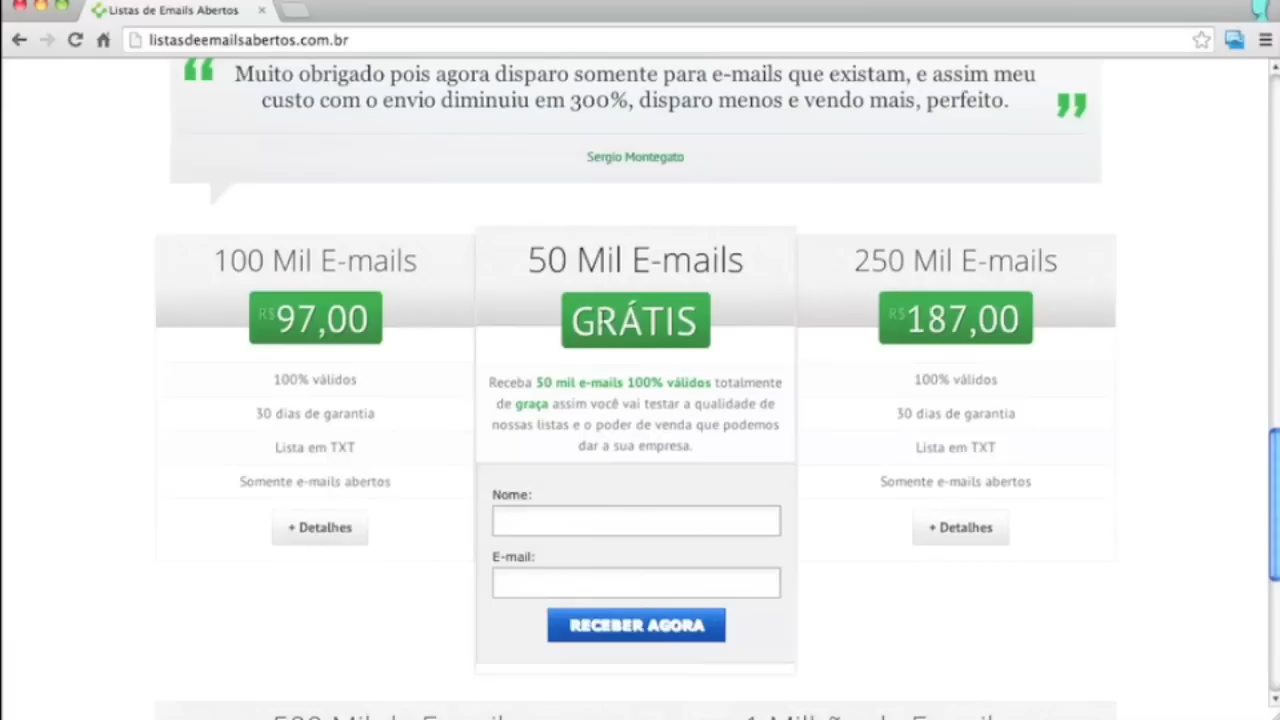 Listas de Emails Abertos
listasdeemailsabertos.com.br
Muito obrigado pois agora disparo somente para e-mails que existam, e assim meu
custo com o envio diminuiu em 300%, disparo menos e vendo mais, perfeito.
Sergio Montegato
100 Mil E-mails
R$97,00
100% válidos
30 dias de garantia
Lista em TXT
Somente e-mails abertos
+ Detalhes
50 Mil E-mails
GRÁTIS
Receba 50 mil e-mails 100% válidos totalmente
de graça assim você vai testar a qualidade de
nossas listas e o poder de venda que podemos
dar a sua empresa.
Nome:
E-mail:
RECEBER AGORA
250 Mil E-mails
R$187,00
100% válidos
30 dias de garantia
Lista em TXT
Somente e-mails abertos
+ Detalhes